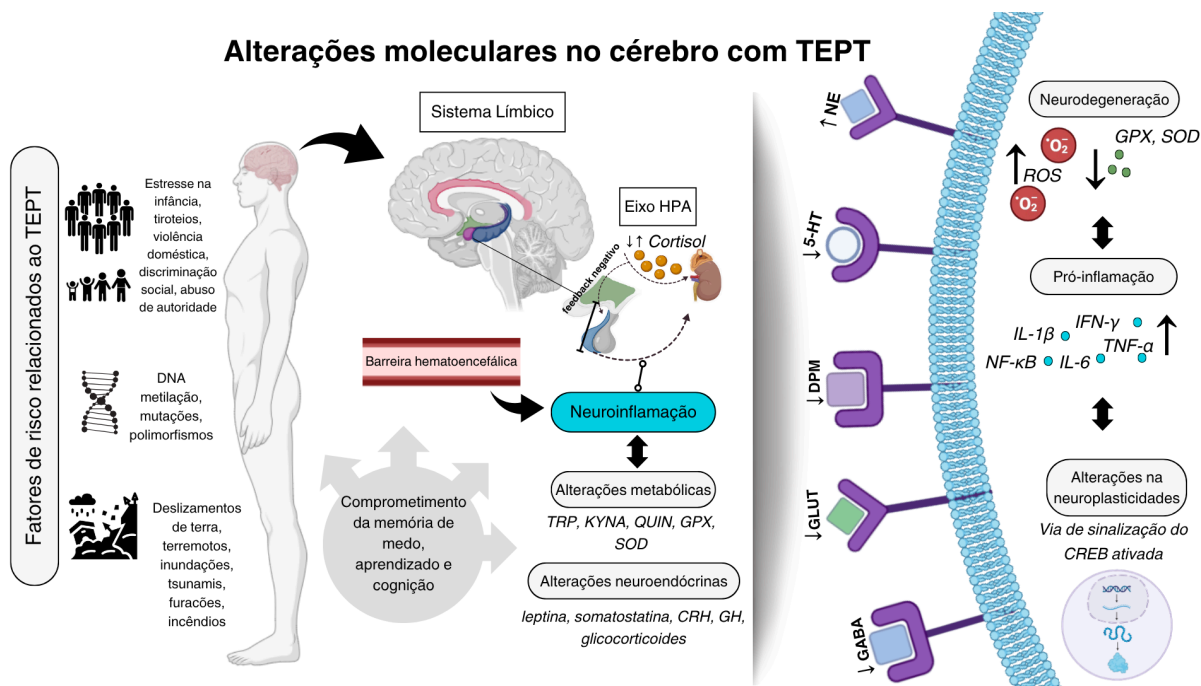 Alterações moleculares no cérebro com TEPT
Fatores de risco relacionados ao TEPT
Estresse na
infância,
tiroteios,
violência
doméstica,
discriminação
social, abuso
de autoridade
DNA
metilação,
mutações,
polimorfismos
Deslizamentos
de terra,
terremotos,
inundações,
tsunamis,
furacões,
incêndios
Sistema Límbico
Eixo HPA
↓↑ Cortisol
feedback negativo
Barreira hematoencefálica
Neuroinflamação
Comprometimento
da memória de
medo,
aprendizado e
cognição
Alterações metabólicas
TRP, KYNA, QUIN, GPX,
SOD
Alterações neuroendócrinas
leptina, somatostatina, CRH, GH,
glicocorticoides
↑ NE
↓ 5-HT
↓ DPM
↓ GLUT
↓ GABA
Neurodegeneração
•O₂⁻
ROS
•O₂⁻
GPX, SOD
Pró-inflamação
IL-1β
IFN-γ
TNF-α
NF-κB
IL-6
Alterações na
neuroplasticidades
Via de sinalização do
CREB ativada